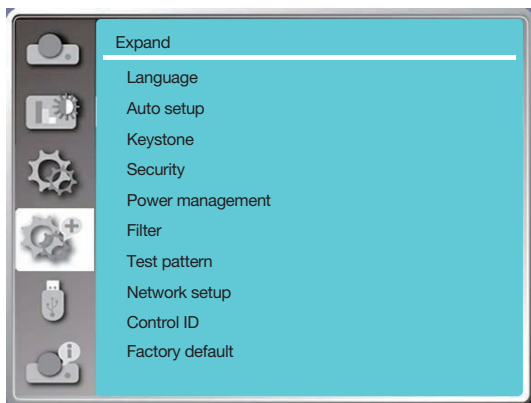 Expand
Language
Auto setup
Keystone
Security
Power management
Filter
Test pattern
Network setup
Control ID
Factory default